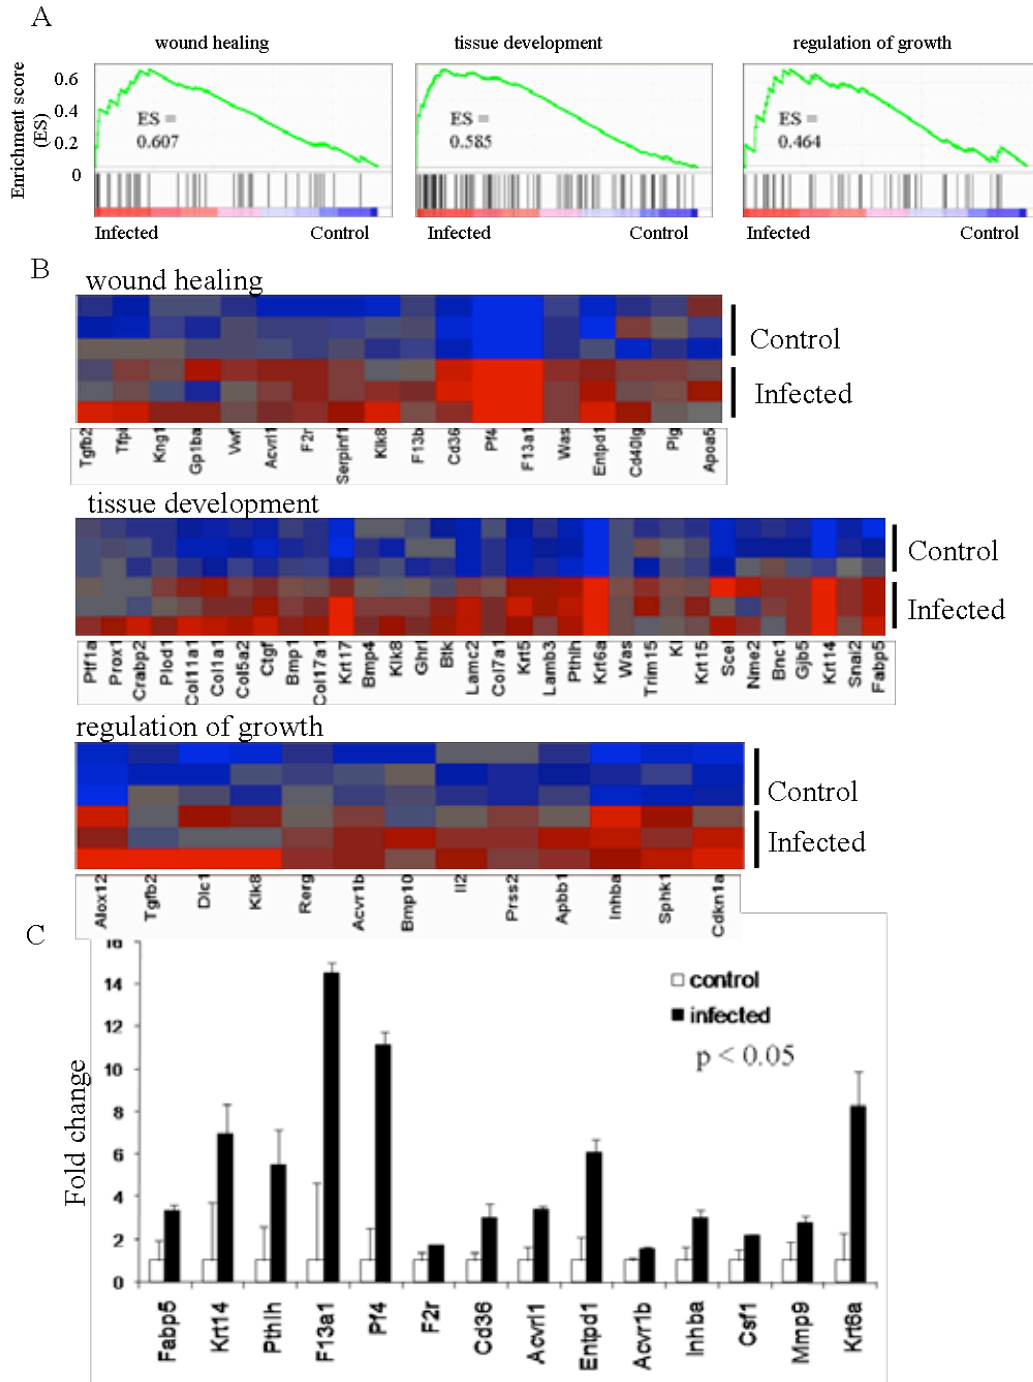 A
wound healing
tissue development
regulation of growth
Enrichment score
(ES)
0.6
0.4
0.2
0
ES =
0.607
ES =
0.585
ES =
0.464
Infected
Control
Infected
Control
Infected
Control
B
wound healing
Control
Infected
Tgfb2
Tfpi
Kng1
Gp1ba
Vwf
Acvrl1
F2r
Serpinf1
Klk8
F13b
Cd36
Pf4
F13a1
Was
Entpd1
Cd40lg
Plg
Apoa5
tissue development
Control
Infected
Ptf1a
Prox1
Crabp2
Plod1
Col11a1
Col1a1
Col5a2
Ctgf
Bmp1
Col17a1
Krt17
Bmp4
Klk8
Ghrl
Btk
Lamc2
Col7a1
Krt5
Lamb3
Pthlh
Krt6a
Was
Trim15
Kl
Krt15
Scel
Nme2
Bnc1
Gjb5
Krt14
Snai2
Fabp5
regulation of growth
Control
Infected
Alox12
Tgfb2
Dlc1
Klk8
Rerg
Acvr1b
Bmp10
Il2
Prss2
Apbb1
Inhba
Sphk1
Cdkn1a
C
Fold change
16
14
12
10
8
6
4
2
0
control
infected
p < 0.05
Fabp5
Krt14
Pthlh
F13a1
Pf4
F2r
Cd36
Acvrl1
Entpd1
Acvr1b
Inhba
Csf1
Mmp9
Krt6a